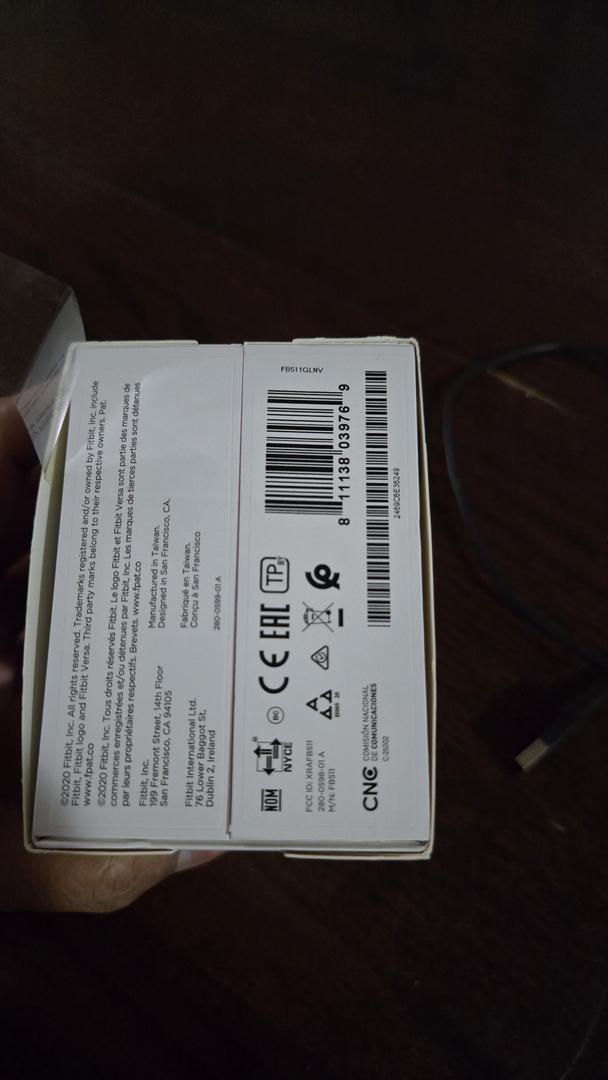 ©2020 Fitbit, Inc. All rights reserved. Trademarks registered and/or owned by Fitbit, Inc. include
Fitbit, Fitbit logo and Fitbit Versa. Third party marks belong to their respective owners. Pat.
www.fpat.co
©2020 Fitbit, Inc. Tous droits réservés Fitbit. Le logo Fitbit et Fitbit Versa sont partie des marques de
commerces enregistrées et/ou détenues par Fitbit, Inc. Les marques de tierces parties sont détenues
par leurs propriétaires respectifs. Brevets. www.fpat.co
Fitbit, Inc.
199 Fremont Street, 14th Floor
San Francisco, CA 94105
Fitbit International Ltd.
76 Lower Baggot St,
Dublin 2, Ireland
Manufactured in Taiwan.
Designed in San Francisco, CA.
Fabriqué en Taiwan.
Conçu à San Francisco
280-0599-01 A
NOM
NYCE
BC
CE
EAC
TP
BY
FB511GLNV
8 11138 03976 9
FCC ID: XRAFB511
280-0598-01 A
M/N: FB511
CNC COMISIÓN NACIONAL
DE COMUNICACIONES
2469C6E36249